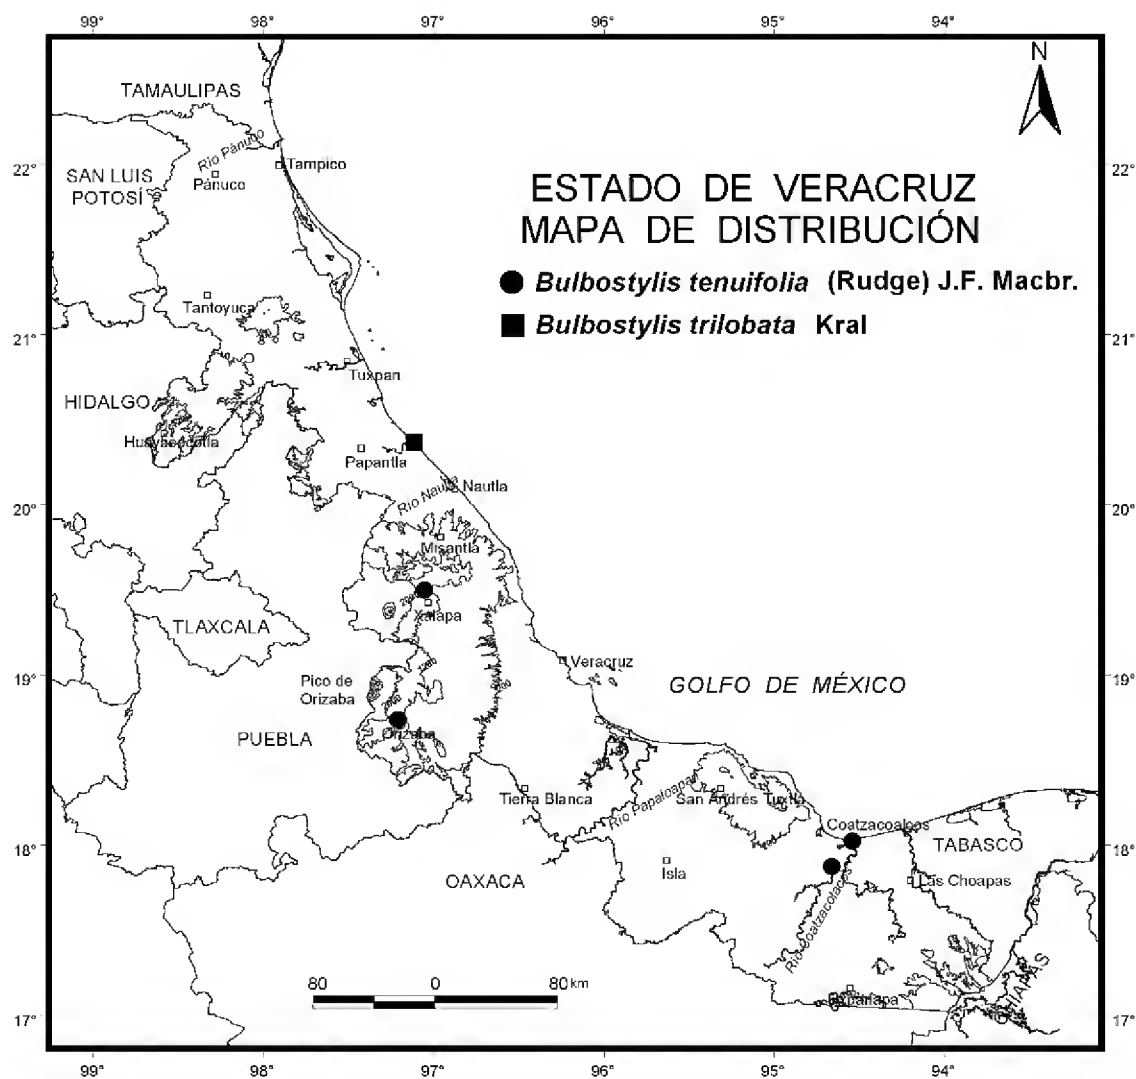 99° 98° 97° 96° 95° 94°
N
TAMAULIPAS
Río Pánuco
22° Tampico 22°
SAN LUIS
POTOSÍ
Pánuco
ESTADO DE VERACRUZ
MAPA DE DISTRIBUCIÓN
Bulbostylis tenuifolia (Rudge) J.F. Macbr.
Bulbostylis trilobata Kral
Tantoyuca
21° 21°
Tuxpan
HIDALGO
Huayacocotla
Papantla
Río Nautla Nautla
20° 20°
Misantla
2000
Xalapa
TLAXCALA
Veracruz
19° 19°
Pico de
Orizaba
GOLFO DE MÉXICO
PUEBLA
Orizaba
Tierra Blanca
Río Papaloapan
San Andrés Tuxtla
Coatzacoalcos
18° TABASCO 18°
OAXACA
Isla
Las Choapas
Río Coatzacoalcos
CHIAPAS
80 0 80 km
17° 17°
99° 98° 97° 96° 95° 94°